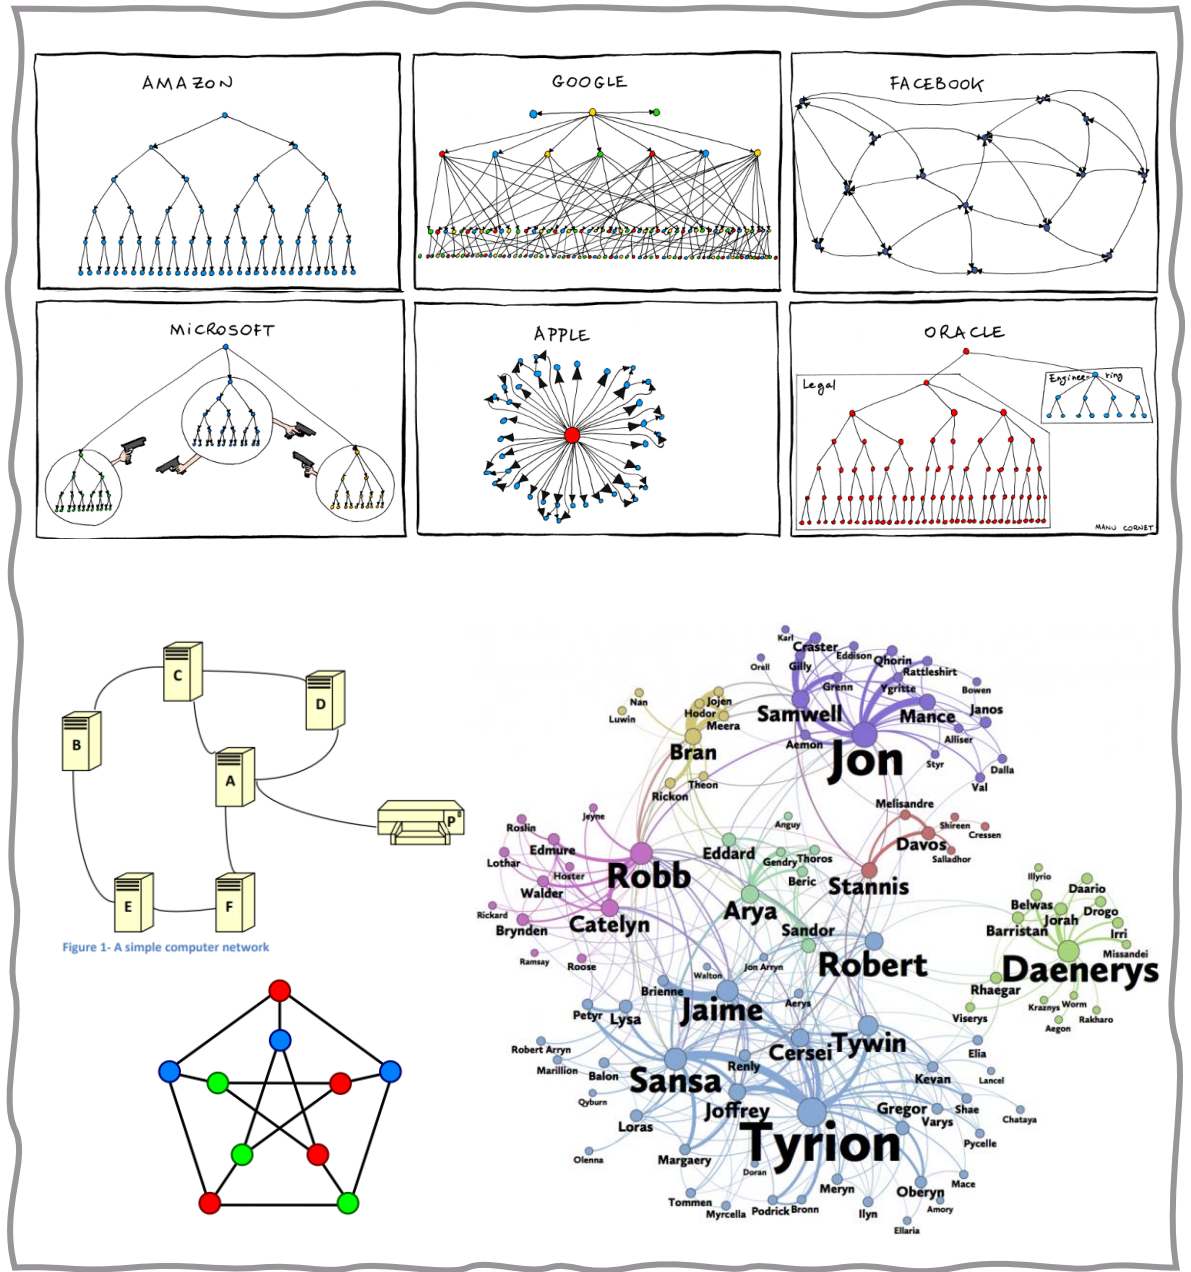 AMAZON
GOOGLE
FACEBOOK
MICROSOFT
APPLE
ORACLE
Legal
Engineering
MANU CORNET
C
D
B
A
P
E
F
Figure 1- A simple computer network
Karl
Craster
Orell
Gilly
Eddison
Qhorin
Rattleshirt
Grenn
Ygritte
Bowen
Nan
Jojen
Luwin
Hodor
Meera
Samwell
Mance
Janos
Bran
Aemon
Jon
Alliser
Styr
Dalla
Val
Rickon
Theon
Melisandre
Jeyne
Roslin
Anguy
Shireen
Cressen
Edmure
Eddard
Davos
Lothar
Gendry
Thoros
Salladhor
Hoster
Robb
Beric
Stannis
Walder
Illyrio
Daario
Belwas
Drogo
Rickard
Catelyn
Arya
Jorah
Brynden
Sandor
Barristan
Irri
Missandei
Ramsay
Roose
Jon Arryn
Robert
Daenerys
Walton
Brienne
Rhaegar
Petyr
Lysa
Jaime
Aerys
Kraznys
Worm
Viserys
Aegon
Rakharo
Robert Arryn
Cersei
Tywin
Elia
Marillion
Balon
Renly
Sansa
Kevan
Lancel
Qyburn
Joffrey
Gregor
Shae
Chataya
Loras
Varys
Tyrion
Pycelle
Olenna
Margaery
Doran
Mace
Meryn
Oberyn
Tommen
Myrcella
Podrick
Bronn
Ilyn
Amory
Ellaria